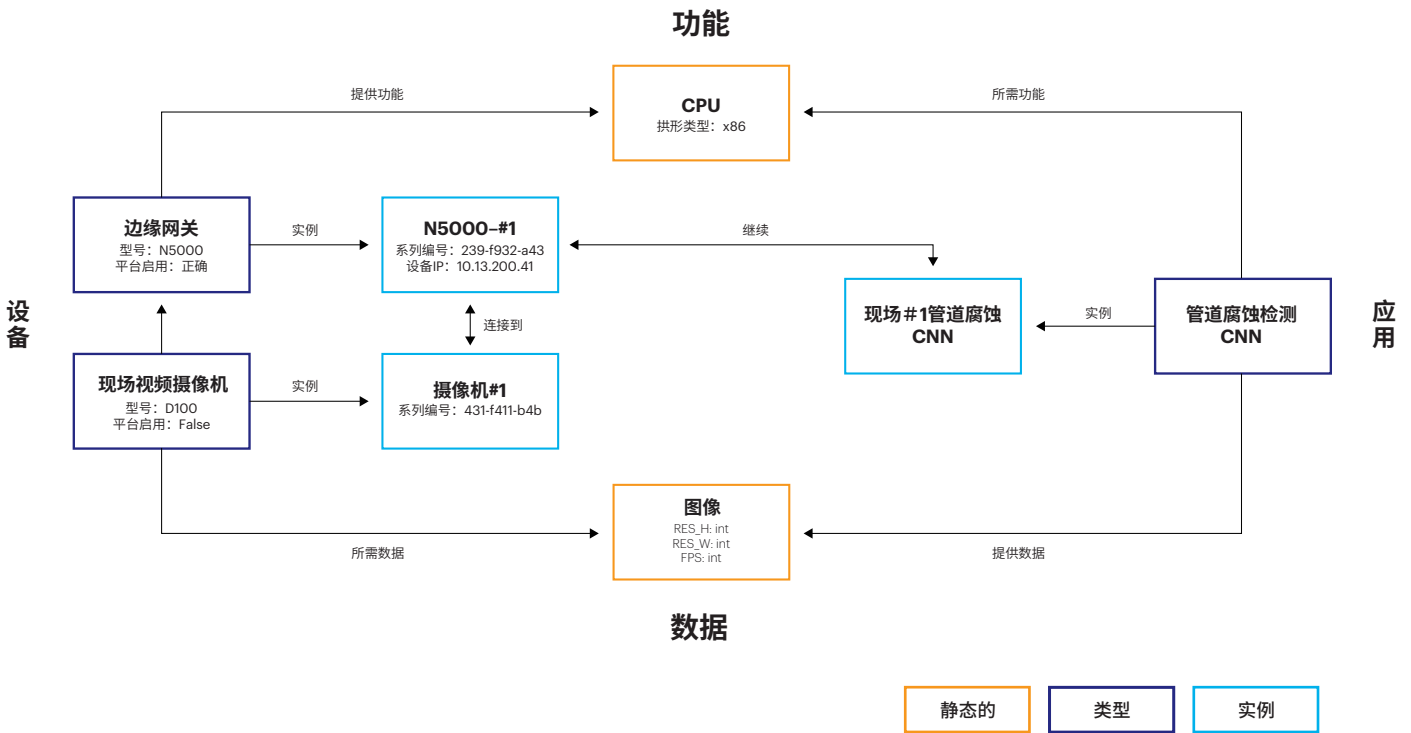 功能
提供功能
所需功能
CPU
拱形类型：x86
边缘网关
型号：N5000
平台启用：正确
实例
N5000-#1
系列编号：239-f932-a43
设备IP：10.13.200.41
继续
设
备
连接到
现场＃1管道腐蚀
CNN
实例
管道腐蚀检测
CNN
应
用
现场视频摄像机
型号：D100
平台启用：False
实例
摄像机#1
系列编号：431-f411-b4b
图像
RES_H: int
RES_W: int
FPS: int
所需数据
提供数据
数据
静态的
类型
实例